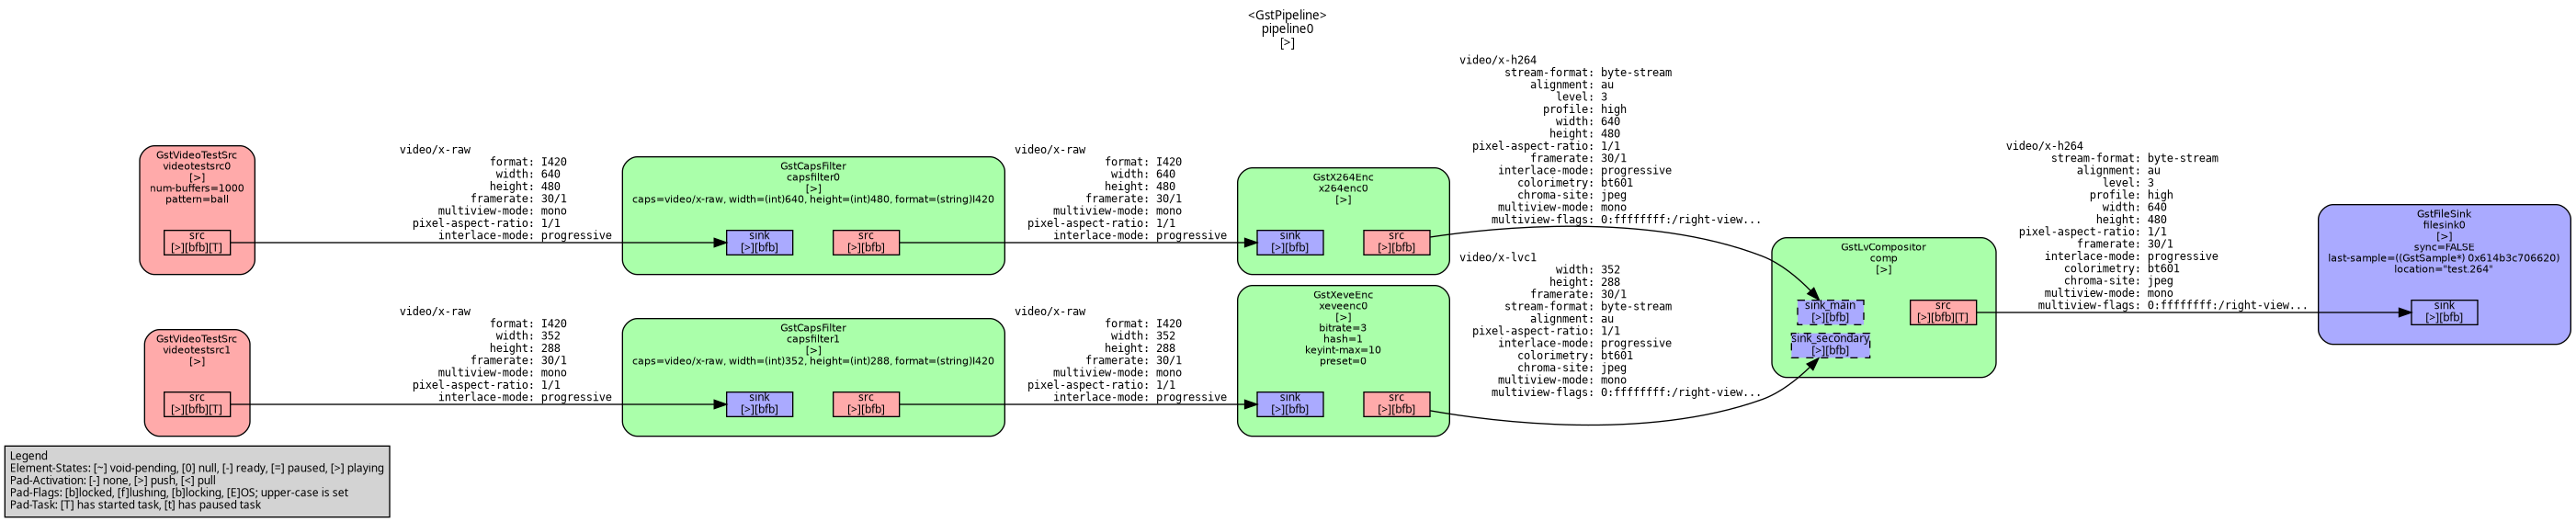 <GstPipeline>
pipeline0
[>]
GstVideoTestSrc
videotestsrc0
[>]
num-buffers=1000
pattern=ball
src
[>][bfb][T]
video/x-raw
format: I420
width: 640
height: 480
framerate: 30/1
multiview-mode: mono
pixel-aspect-ratio: 1/1
interlace-mode: progressive
GstCapsFilter
capsfilter0
[>]
caps=video/x-raw, width=(int)640, height=(int)480, format=(string)I420
sink
[>][bfb]
src
[>][bfb]
video/x-raw
format: I420
width: 640
height: 480
framerate: 30/1
multiview-mode: mono
pixel-aspect-ratio: 1/1
interlace-mode: progressive
GstX264Enc
x264enc0
[>]
sink
[>][bfb]
src
[>][bfb]
video/x-h264
stream-format: byte-stream
alignment: au
level: 3
profile: high
width: 640
height: 480
pixel-aspect-ratio: 1/1
framerate: 30/1
interlace-mode: progressive
colorimetry: bt601
chroma-site: jpeg
multiview-mode: mono
multiview-flags: 0:ffffffff:/right-view...
GstVideoTestSrc
videotestsrc1
[>]
src
[>][bfb][T]
video/x-raw
format: I420
width: 352
height: 288
framerate: 30/1
multiview-mode: mono
pixel-aspect-ratio: 1/1
interlace-mode: progressive
GstCapsFilter
capsfilter1
[>]
caps=video/x-raw, width=(int)352, height=(int)288, format=(string)I420
sink
[>][bfb]
src
[>][bfb]
video/x-raw
format: I420
width: 352
height: 288
framerate: 30/1
multiview-mode: mono
pixel-aspect-ratio: 1/1
interlace-mode: progressive
GstXeveEnc
xeveenc0
[>]
bitrate=3
hash=1
keyint-max=10
preset=0
sink
[>][bfb]
src
[>][bfb]
video/x-lvc1
width: 352
height: 288
framerate: 30/1
stream-format: byte-stream
alignment: au
pixel-aspect-ratio: 1/1
interlace-mode: progressive
colorimetry: bt601
chroma-site: jpeg
multiview-mode: mono
multiview-flags: 0:ffffffff:/right-view...
GstLvCompositor
comp
[>]
sink_main
[>][bfb]
sink_secondary
[>][bfb]
src
[>][bfb][T]
video/x-h264
stream-format: byte-stream
alignment: au
level: 3
profile: high
width: 640
height: 480
pixel-aspect-ratio: 1/1
framerate: 30/1
interlace-mode: progressive
colorimetry: bt601
chroma-site: jpeg
multiview-mode: mono
multiview-flags: 0:ffffffff:/right-view...
GstFileSink
filesink0
[>]
sync=FALSE
last-sample=((GstSample*) 0x614b3c706620)
location="test.264"
sink
[>][bfb]
Legend
Element-States: [~] void-pending, [0] null, [-] ready, [=] paused, [>] playing
Pad-Activation: [-] none, [>] push, [<] pull
Pad-Flags: [b]locked, [f]lushing, [b]locking, [E]OS; upper-case is set
Pad-Task: [T] has started task, [t] has paused task